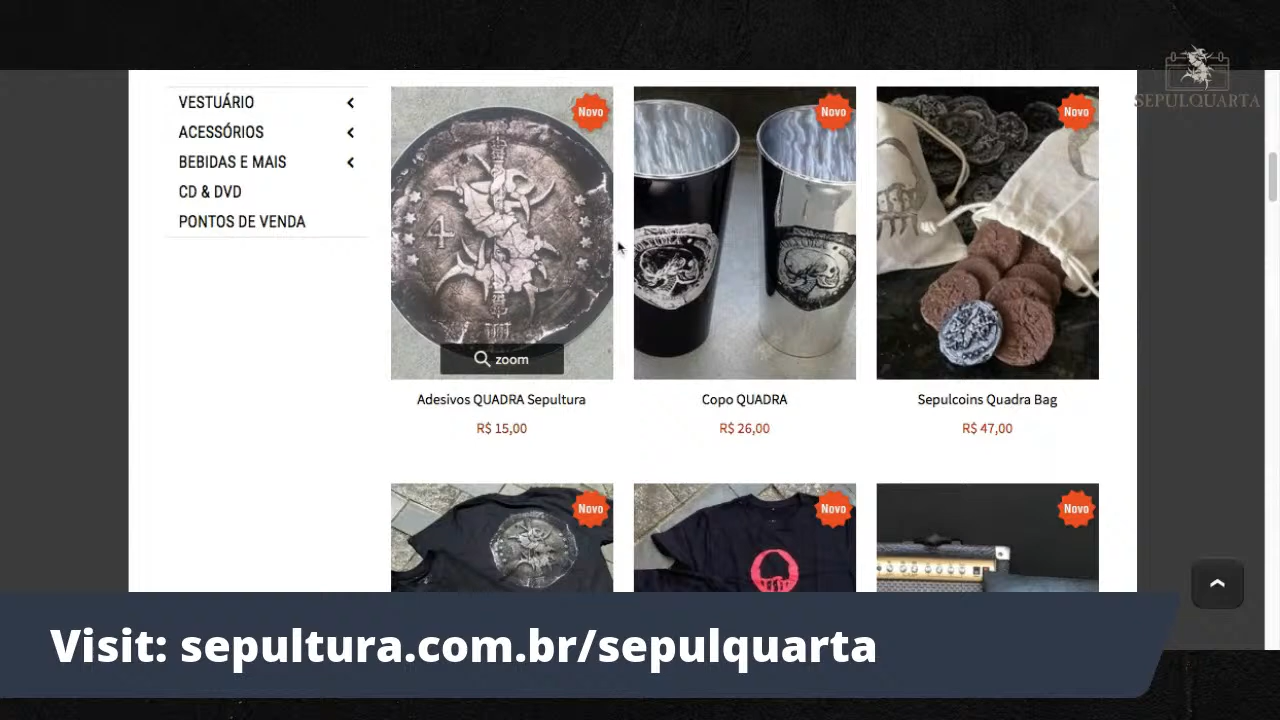 SEPULQUARTA
VESTUÁRIO
ACESSÓRIOS
BEBIDAS E MAIS
CD & DVD
PONTOS DE VENDA
Novo
Novo
Novo
4
zoom
Adesivos QUADRA Sepultura
R$ 15,00
Copo QUADRA
R$ 26,00
Sepulcoins Quadra Bag
R$ 47,00
Novo
Novo
Novo
Visit: sepultura.com.br/sepulquarta